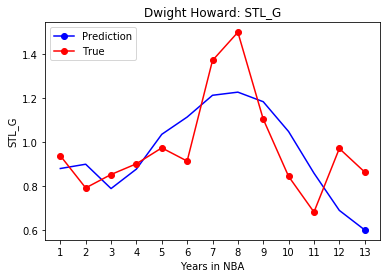 Dwight Howard: STL_G
Prediction
True
STL_G
1.4
1.2
1.0
0.8
0.6
1 2 3 4 5 6 7 8 9 10 11 12 13
Years in NBA